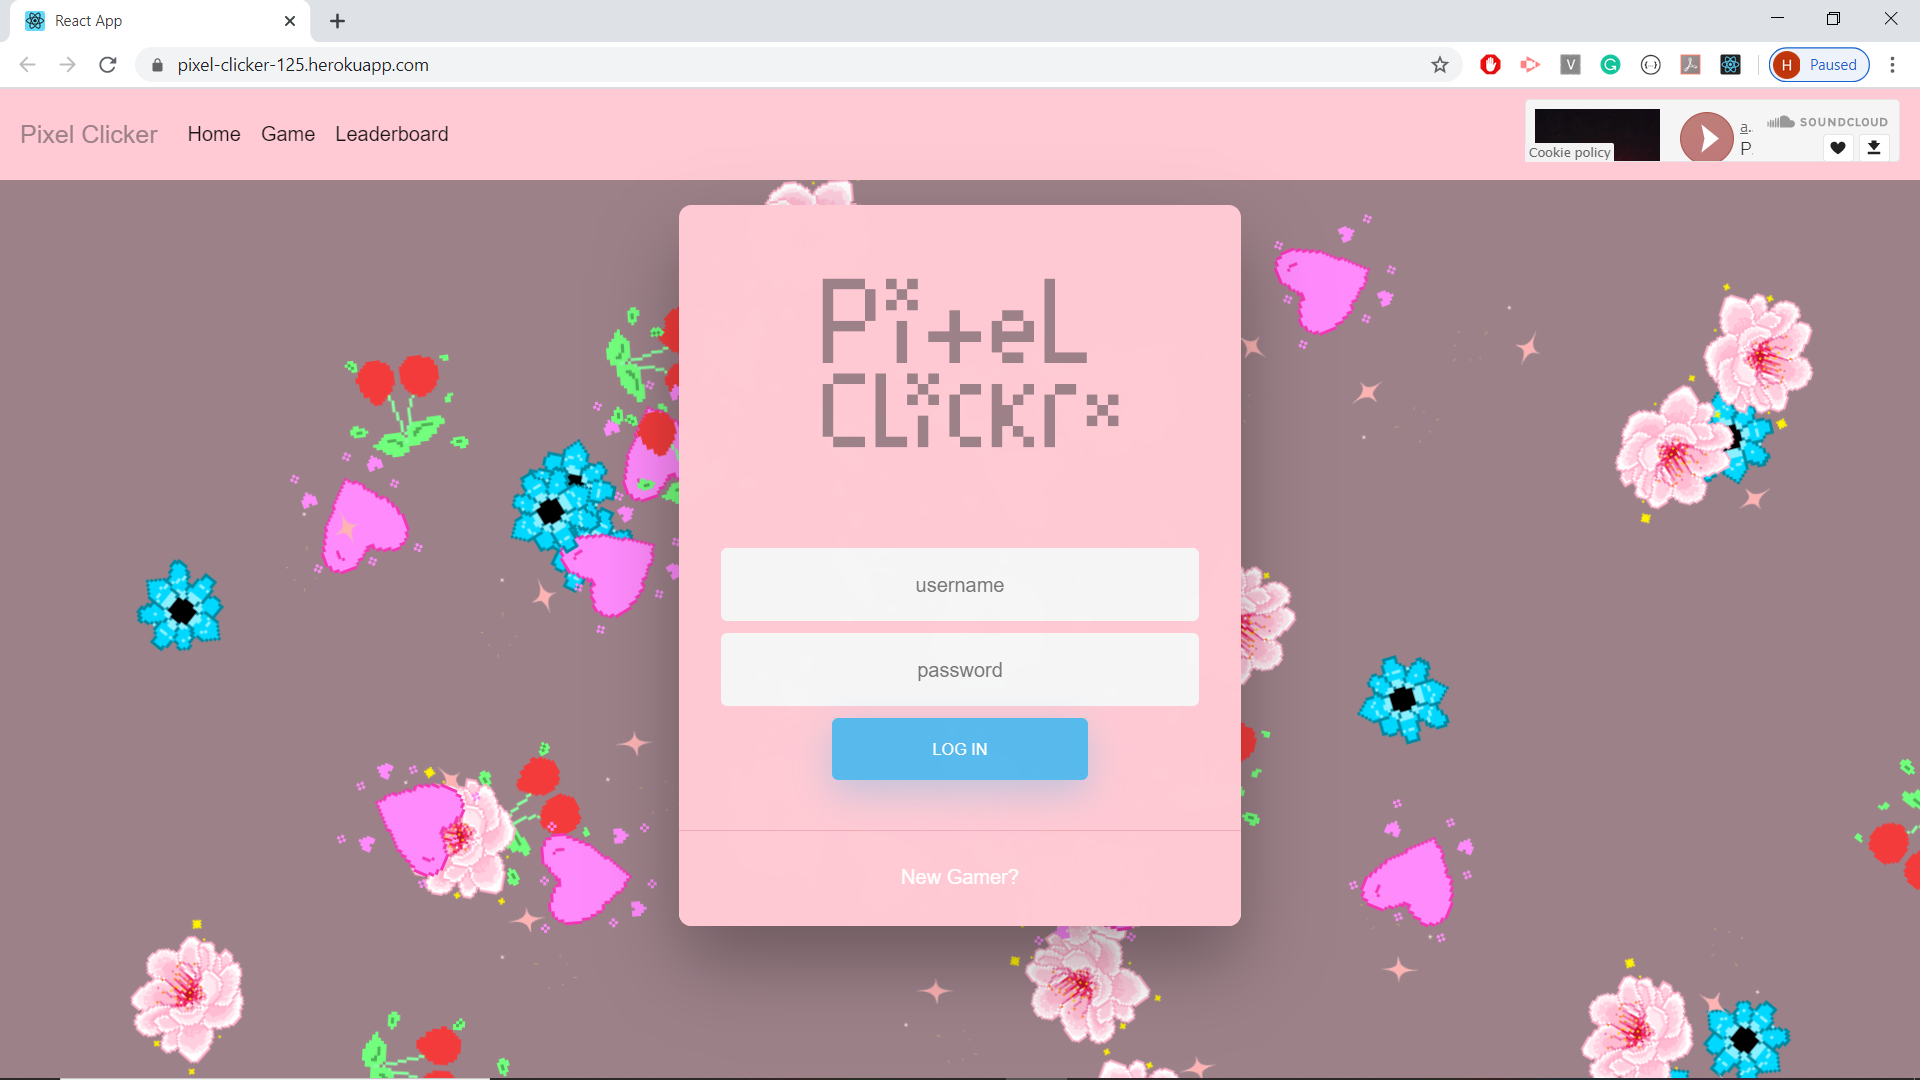 React App
pixel-clicker-125.herokuapp.com
V
H Paused
Pixel Clicker Home Game Leaderboard
SOUNDCLOUD
a..
P.
Cookie policy
PixeL
CLickr
username
password
LOG IN
New Gamer?